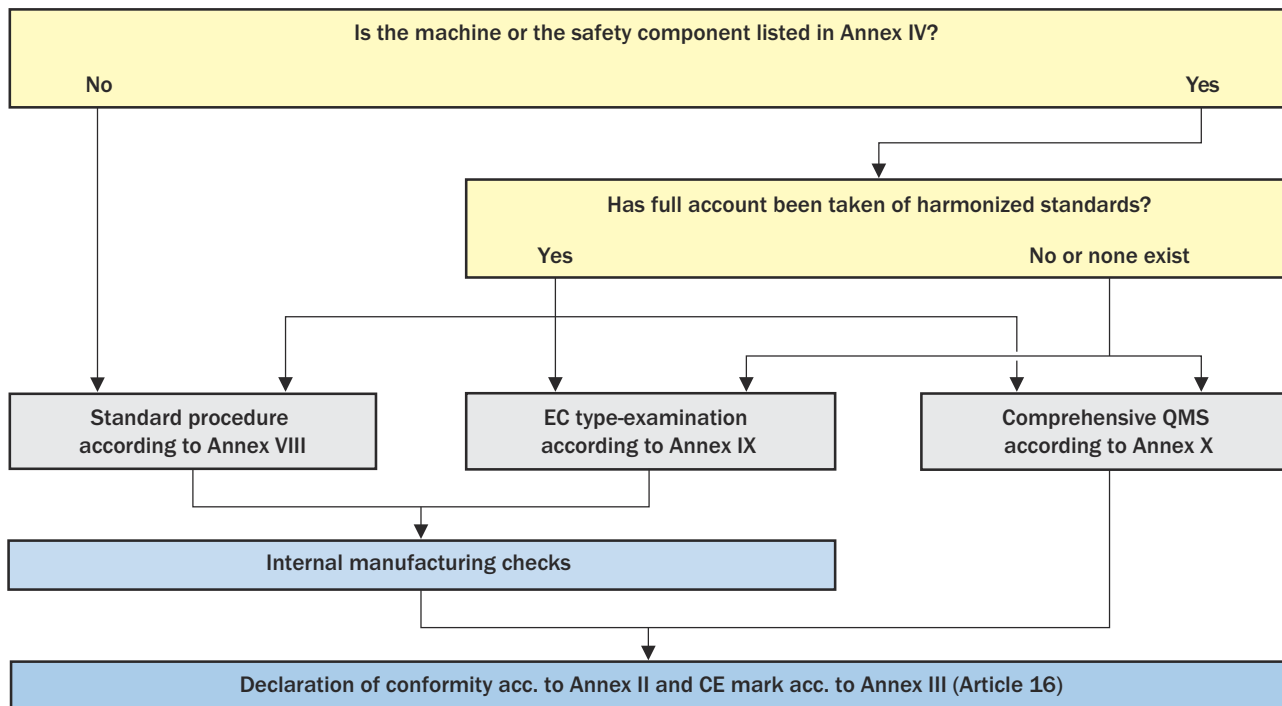 Is the machine or the safety component listed in Annex IV?
No
Yes
Has full account been taken of harmonized standards?
Yes
No or none exist
Standard procedure
according to Annex VIII
EC type-examination
according to Annex IX
Comprehensive QMS
according to Annex X
Internal manufacturing checks
Declaration of conformity acc. to Annex II and CE mark acc. to Annex III (Article 16)